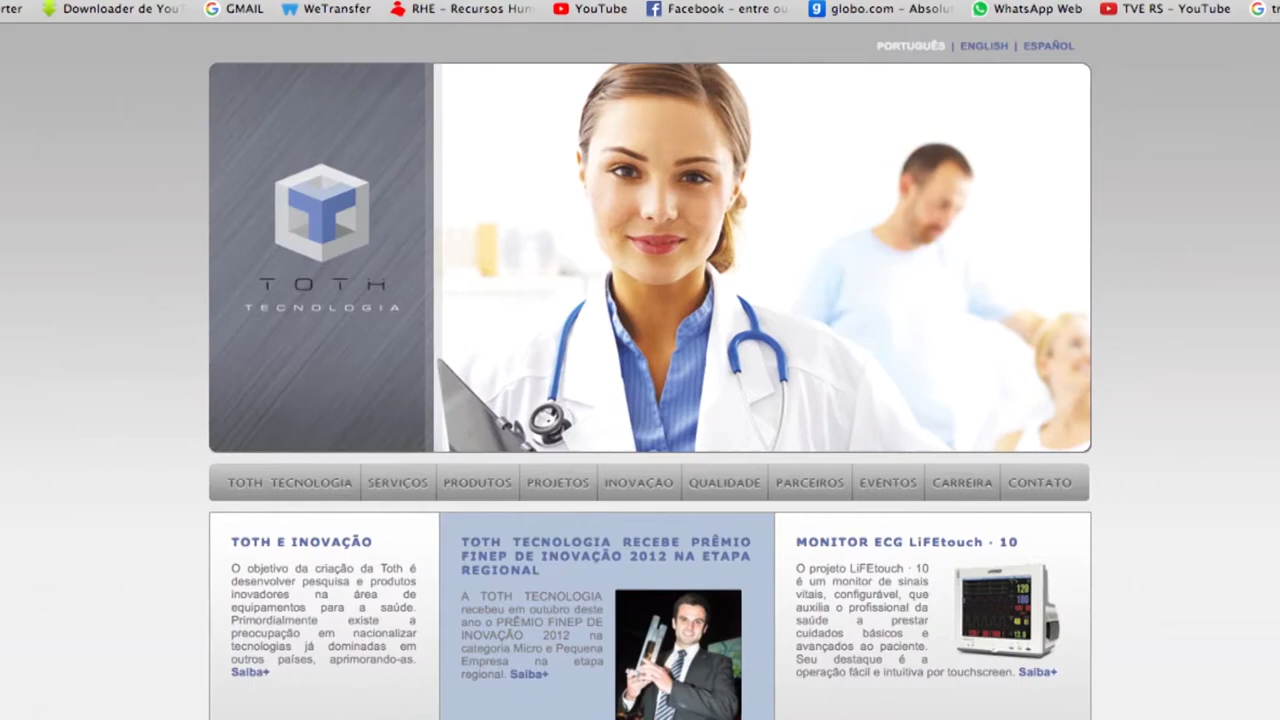 rter Downloader de YouT GMAIL WeTransfer RHE - Recursos Hum YouTube Facebook - entre ou globo.com - Absolut WhatsApp Web TVE RS - YouTube tr
PORTUGUÊS | ENGLISH | ESPAÑOL
TOTH
TECNOLOGIA
TOTH TECNOLOGIA SERVIÇOS PRODUTOS PROJETOS INOVAÇÃO QUALIDADE PARCEIROS EVENTOS CARREIRA CONTATO
TOTH E INOVAÇÃO
O objetivo da criação da Toth é
desenvolver pesquisa e produtos
inovadores na área de
equipamentos para a saúde.
Primordialmente existe a
preocupação em nacionalizar
tecnologias já dominadas em
outros países, aprimorando-as.
Saiba+
TOTH TECNOLOGIA RECEBE PRÊMIO
FINEP DE INOVAÇÃO 2012 NA ETAPA
REGIONAL
A TOTH TECNOLOGIA
recebeu em outubro deste
ano o PRÊMIO FINEP DE
INOVAÇÃO 2012 na
categoria Micro e Pequena
Empresa na etapa
regional. Saiba+
MONITOR ECG LiFEtouch · 10
O projeto LiFEtouch · 10
é um monitor de sinais
vitais, configurável, que
auxilia o profissional da
saúde a prestar
cuidados básicos e
avançados ao paciente.
Seu destaque é a
operação fácil e intuitiva por touchscreen. Saiba+
120
100